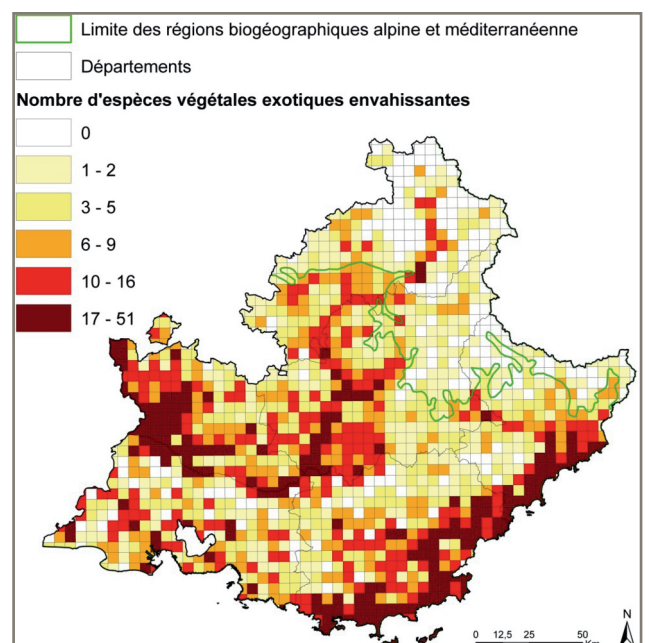 Limite des régions biogéographiques alpine et méditerranéenne
Départements
Nombre d'espèces végétales exotiques envahissantes
0
1 - 2
3 - 5
6 - 9
10 - 16
17 - 51
N
0 12,5 25 50
Km